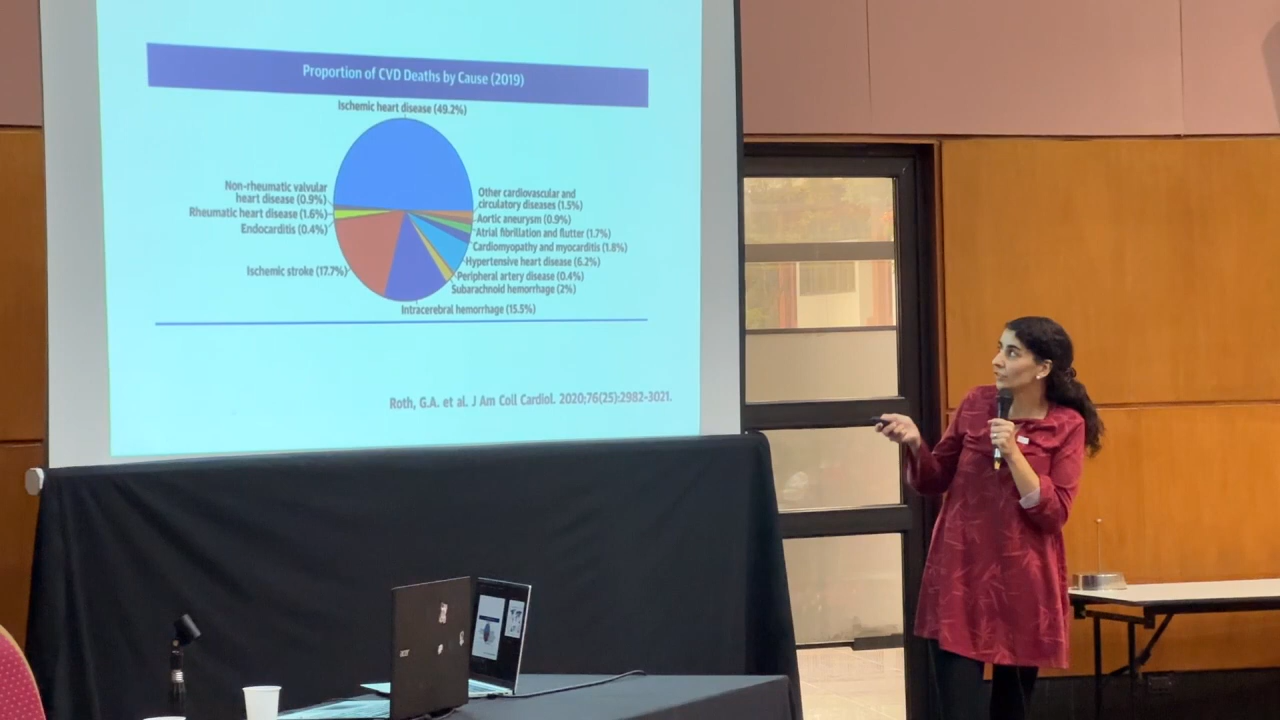 Proportion of CVD Deaths by Cause (2019)
Ischemic heart disease (49.2%)
Non-rheumatic valvular
heart disease (0.9%)
Rheumatic heart disease (1.6%)
Endocarditis (0.4%)
Ischemic stroke (17.7%)
Other cardiovascular and
circulatory diseases (1.5%)
Aortic aneurysm (0.9%)
Atrial fibrillation and flutter (1.7%)
Cardiomyopathy and myocarditis (1.8%)
Hypertensive heart disease (6.2%)
Peripheral artery disease (0.4%)
Subarachnoid hemorrhage (2%)
Intracerebral hemorrhage (15.5%)
Roth, G.A. et al. J Am Coll Cardiol. 2020;76(25):2982-3021.